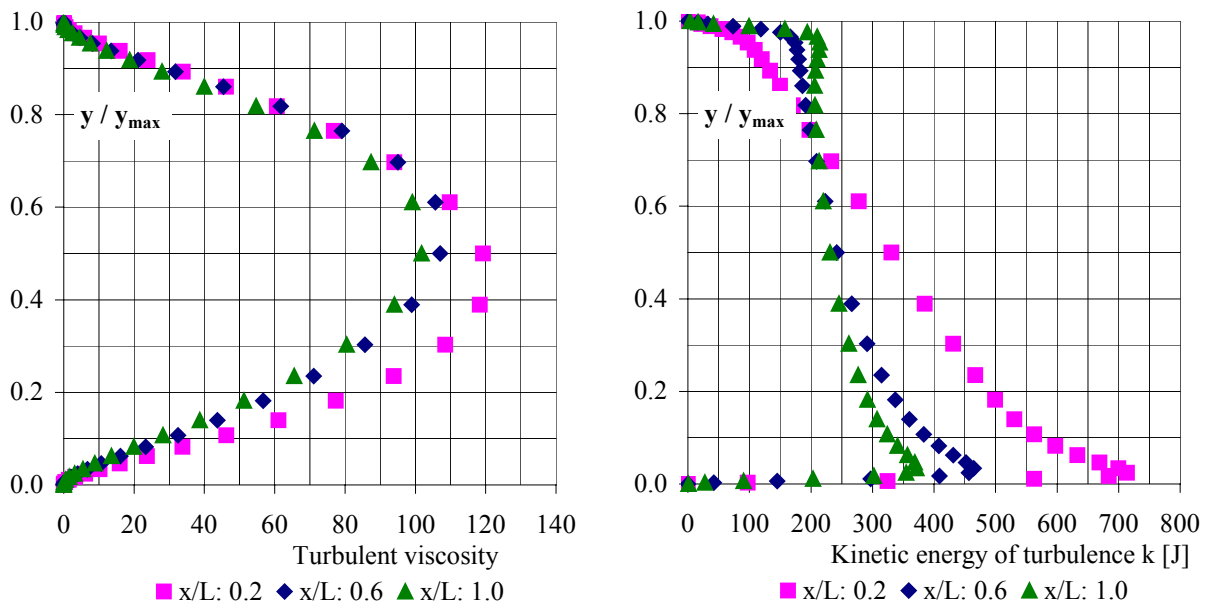 1.0
0.8
0.6
0.4
0.2
0.0
y / ymax
0 20 40 60 80 100 120 140
Turbulent viscosity
x/L: 0.2 x/L: 0.6 x/L: 1.0
1.0
0.8
0.6
0.4
0.2
0.0
y / ymax
0 100 200 300 400 500 600 700 800
Kinetic energy of turbulence k [J]
x/L: 0.2 x/L: 0.6 x/L: 1.0